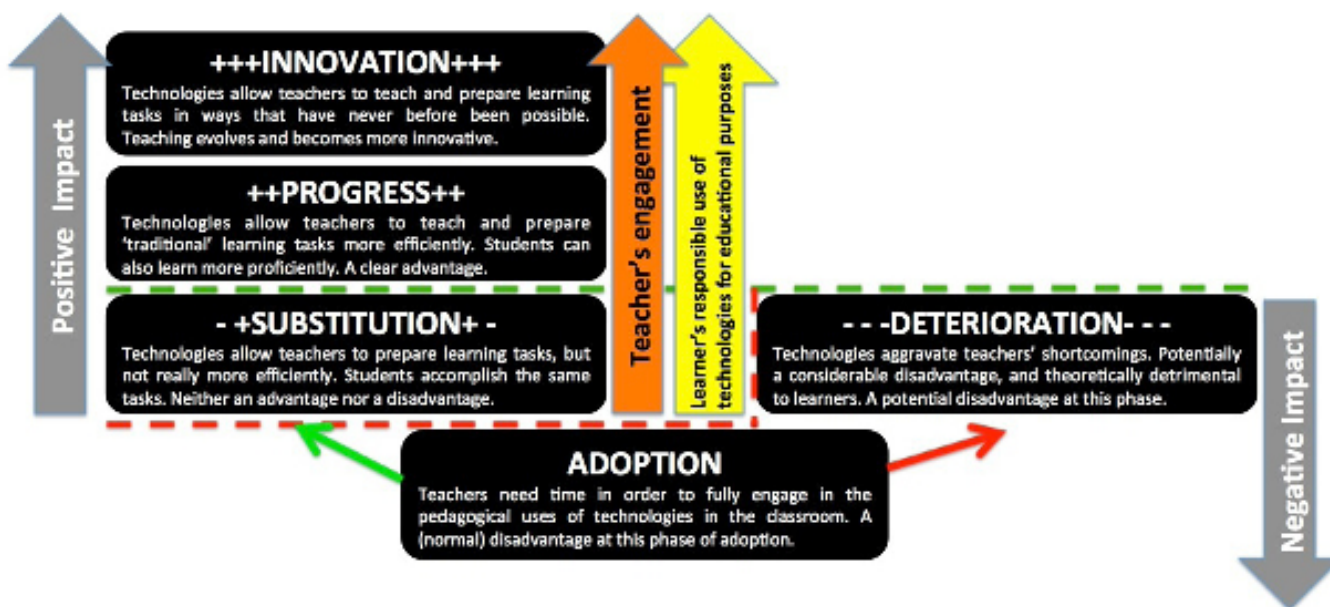 +++INNOVATION+++
Technologies allow teachers to teach and prepare learning
tasks in ways that have never before been possible.
Teaching evolves and becomes more innovative.
++PROGRESS++
Technologies allow teachers to teach and prepare
‘traditional’ learning tasks more efficiently. Students can
also learn more proficiently. A clear advantage.
- +SUBSTITUTION+ -
Technologies allow teachers to prepare learning tasks, but
not really more efficiently. Students accomplish the same
tasks. Neither an advantage nor a disadvantage.
Positive Impact
Teacher’s engagement
Learner’s responsible use of
technologies for educational purposes
- - -DETERIORATION- - -
Technologies aggravate teachers’ shortcomings. Potentially
a considerable disadvantage, and theoretically detrimental
to learners. A potential disadvantage at this phase.
Negative Impact
ADOPTION
Teachers need time in order to fully engage in the
pedagogical uses of technologies in the classroom. A
(normal) disadvantage at this phase of adoption.